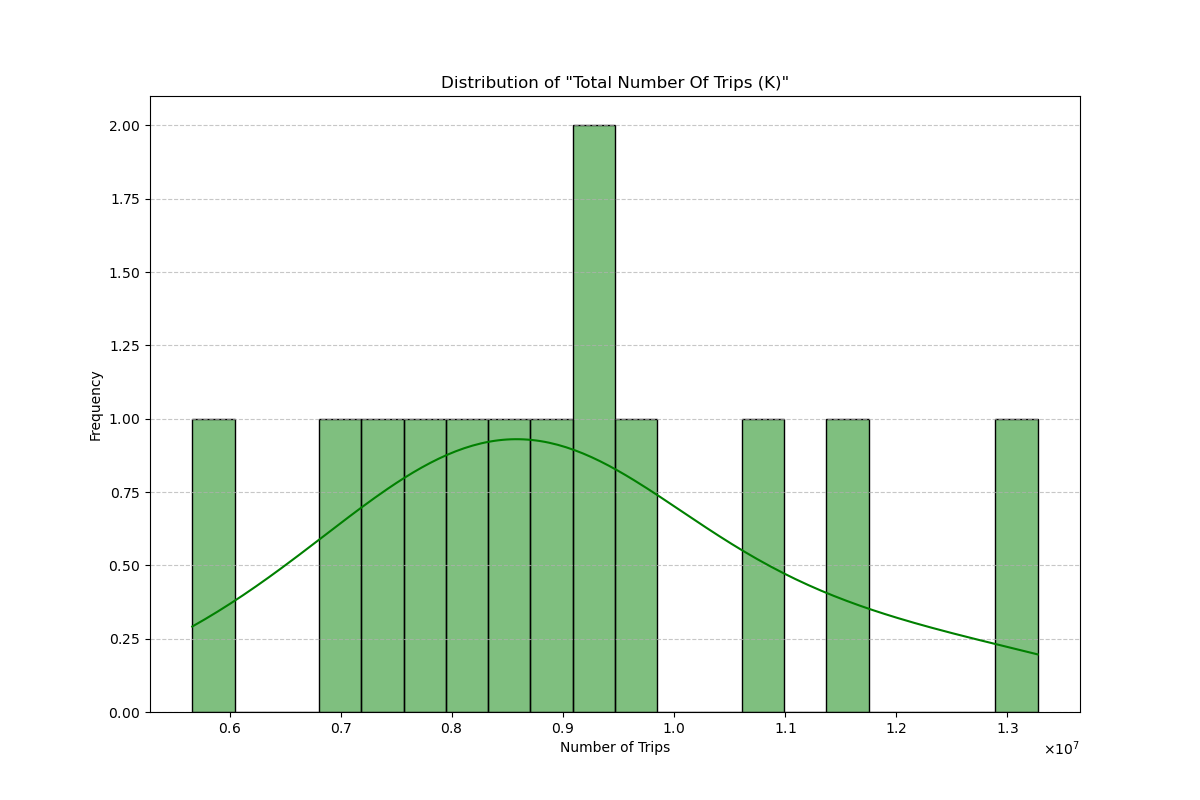 Distribution of "Total Number Of Trips (K)"
Frequency
2.00
1.75
1.50
1.25
1.00
0.75
0.50
0.25
0.00
0.6 0.7 0.8 0.9 1.0 1.1 1.2 1.3
Number of Trips
×10⁷